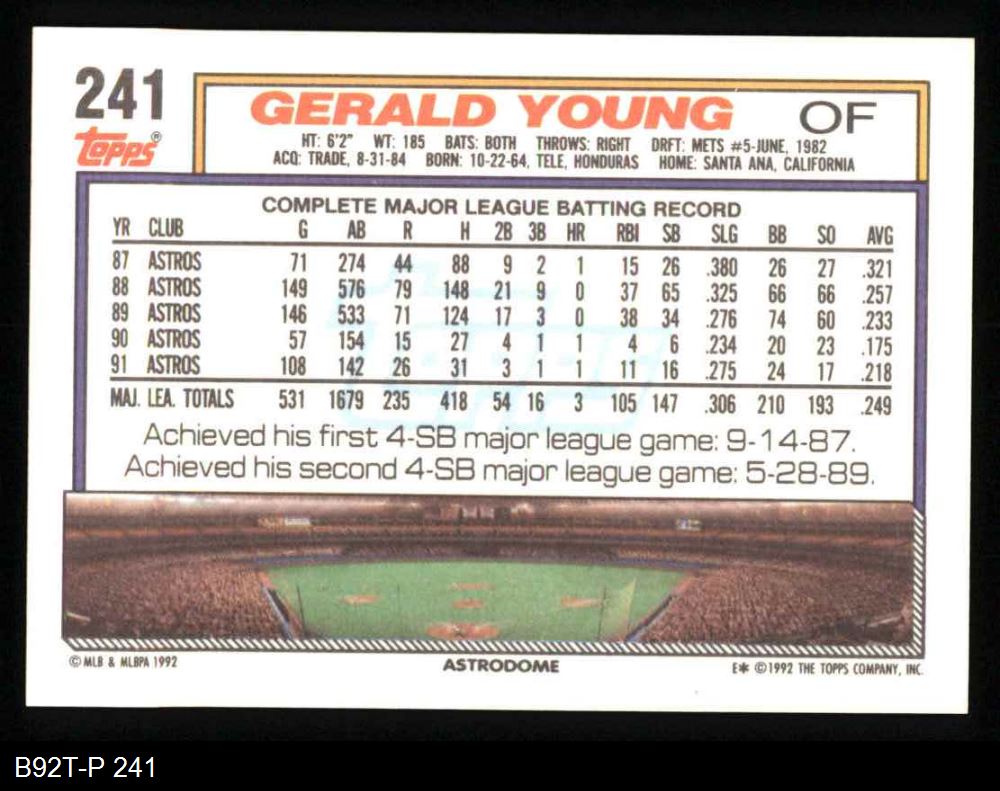 241
Topps®
GERALD YOUNG OF
HT: 6'2" WT: 185 BATS: BOTH THROWS: RIGHT DRFT: METS #5-JUNE, 1982
ACQ: TRADE, 8-31-84 BORN: 10-22-64, TELE, HONDURAS HOME: SANTA ANA, CALIFORNIA
COMPLETE MAJOR LEAGUE BATTING RECORD
YR CLUB G AB R H 2B 3B HR RBI SB SLG BB SO AVG
87 ASTROS 71 274 44 88 9 2 1 15 26 .380 26 27 .321
88 ASTROS 149 576 79 148 21 9 0 37 65 .325 66 66 .257
89 ASTROS 146 533 71 124 17 3 0 38 34 .276 74 60 .233
90 ASTROS 57 154 15 27 4 1 1 4 6 .234 20 23 .175
91 ASTROS 108 142 26 31 3 1 1 11 16 .275 24 17 .218
MAJ. LEA. TOTALS 531 1679 235 418 54 16 3 105 147 .306 210 193 .249
Achieved his first 4-SB major league game: 9-14-87.
Achieved his second 4-SB major league game: 5-28-89.
© MLB & MLBPA 1992 ASTRODOME E* ©1992 THE TOPPS COMPANY, INC.
B92T-P 241